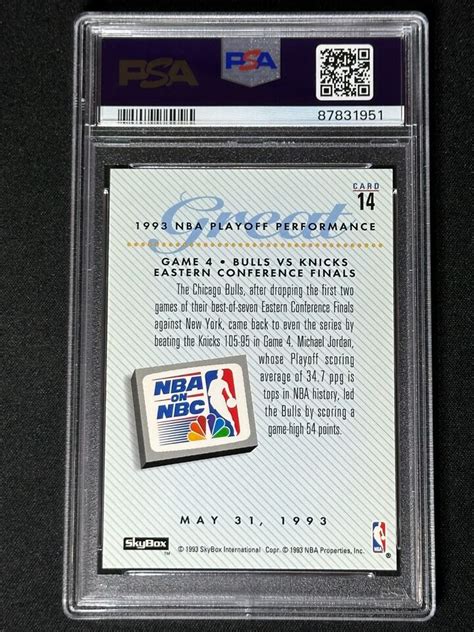 PSA
PSA
87831951
CARD
14
Great
1993 NBA PLAYOFF PERFORMANCE
GAME 4 • BULLS VS KNICKS
EASTERN CONFERENCE FINALS
The Chicago Bulls, after dropping the first two
games of their best-of-seven Eastern Conference Finals
against New York, came back to even the series by
beating the Knicks 105-95 in Game 4. Michael Jordan,
whose Playoff scoring
average of 34.7 ppg is
tops in NBA history, led
the Bulls by scoring a
game-high 54 points.
NBA
ON
NBC
MAY 31, 1993
SkyBox™
© 1993 SkyBox International Copr. © 1993 NBA Properties, Inc.
NBA
®